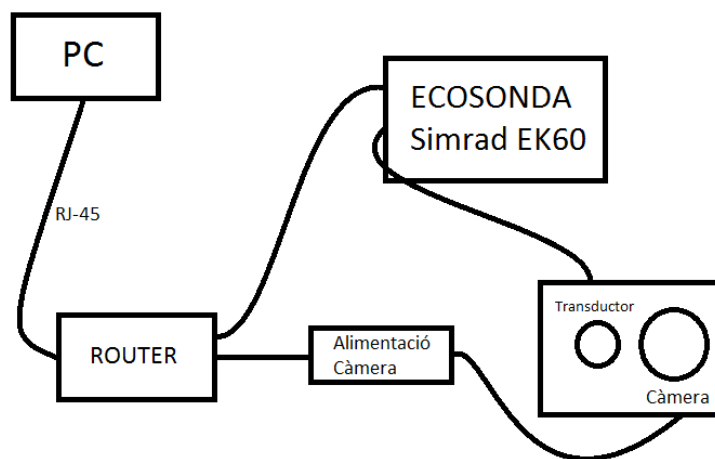 PC
ECOSONDA
Simrad EK60
RJ-45
Transductor
ROUTER
Alimentació
Càmera
Càmera